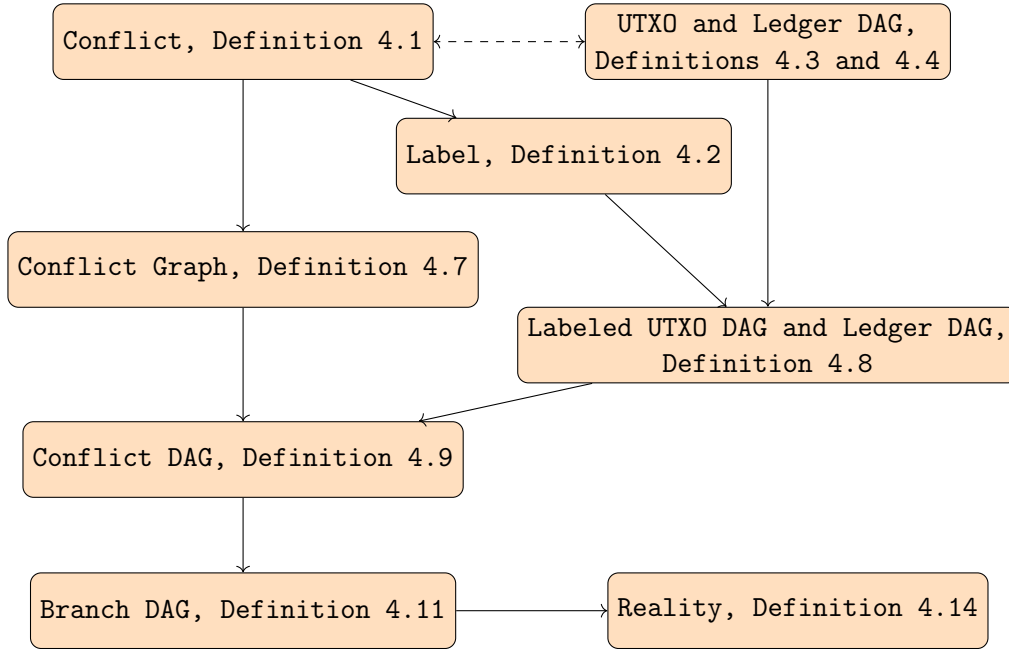 Conflict, Definition 4.1
UTXO and Ledger DAG,
Definitions 4.3 and 4.4
Label, Definition 4.2
Conflict Graph, Definition 4.7
Labeled UTXO DAG and Ledger DAG,
Definition 4.8
Conflict DAG, Definition 4.9
Branch DAG, Definition 4.11
Reality, Definition 4.14